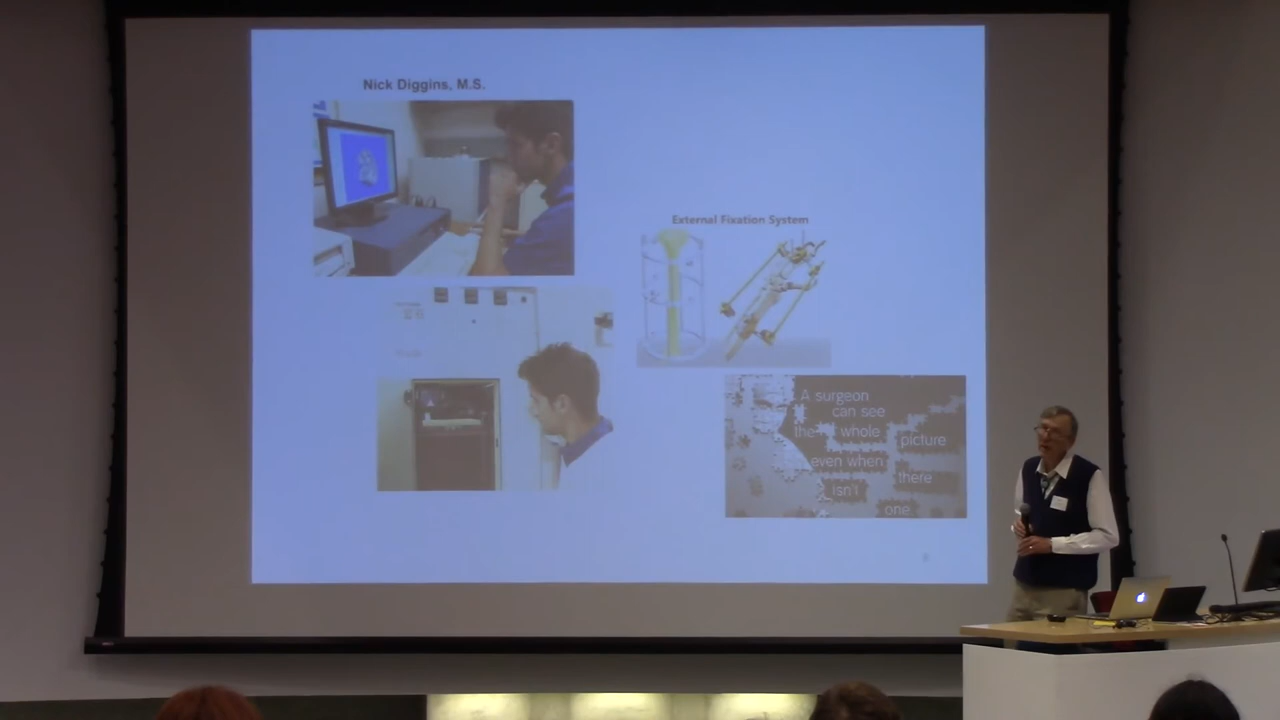 Nick Diggins, M.S.
External Fixation System
A surgeon
can see
the whole
picture
even when
there
isn't
one.